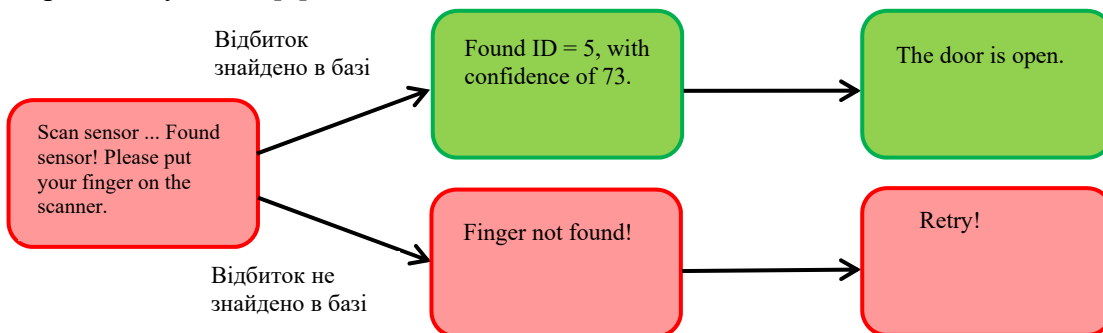 Відбиток
знайдено в базі
Found ID = 5, with
confidence of 73.
The door is open.
Scan sensor ... Found
sensor! Please put
your finger on the
scanner.
Finger not found!
Retry!
Відбиток не
знайдено в базі